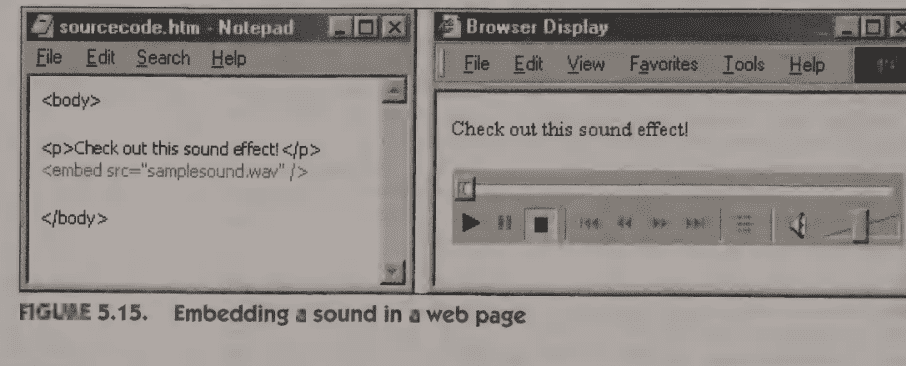 sourcecode.htm - Notepad
File Edit Search Help
<body>
<p>Check out this sound effect! </p>
<embed src="samplesound.wav" />
</body>
Browser Display
File Edit View Favorites Tools Help
Check out this sound effect!
FIGURE 5.15. Embedding a sound in a web page